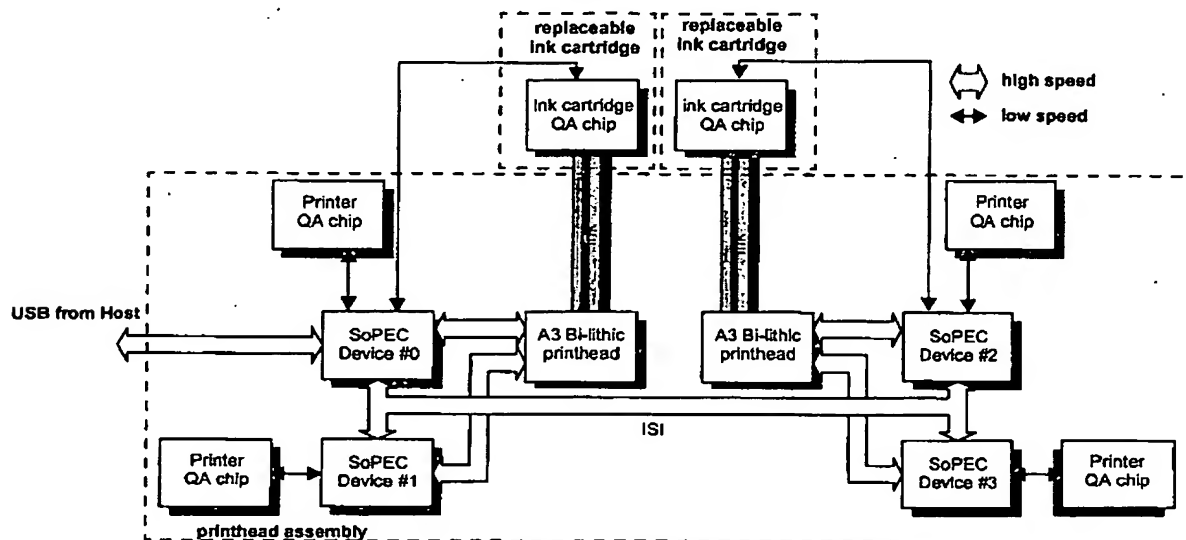 replaceable
ink cartridge
replaceable
ink cartridge
high speed
low speed
Ink cartridge
QA chip
ink cartridge
QA chip
Printer
QA chip
Printer
QA chip
ink
ink
USB from Host
SoPEC
Device #0
A3 Bi-lithic
printhead
A3 Bi-lithic
printhead
SoPEC
Device #2
ISI
Printer
QA chip
SoPEC
Device #1
SoPEC
Device #3
Printer
QA chip
printhead assembly